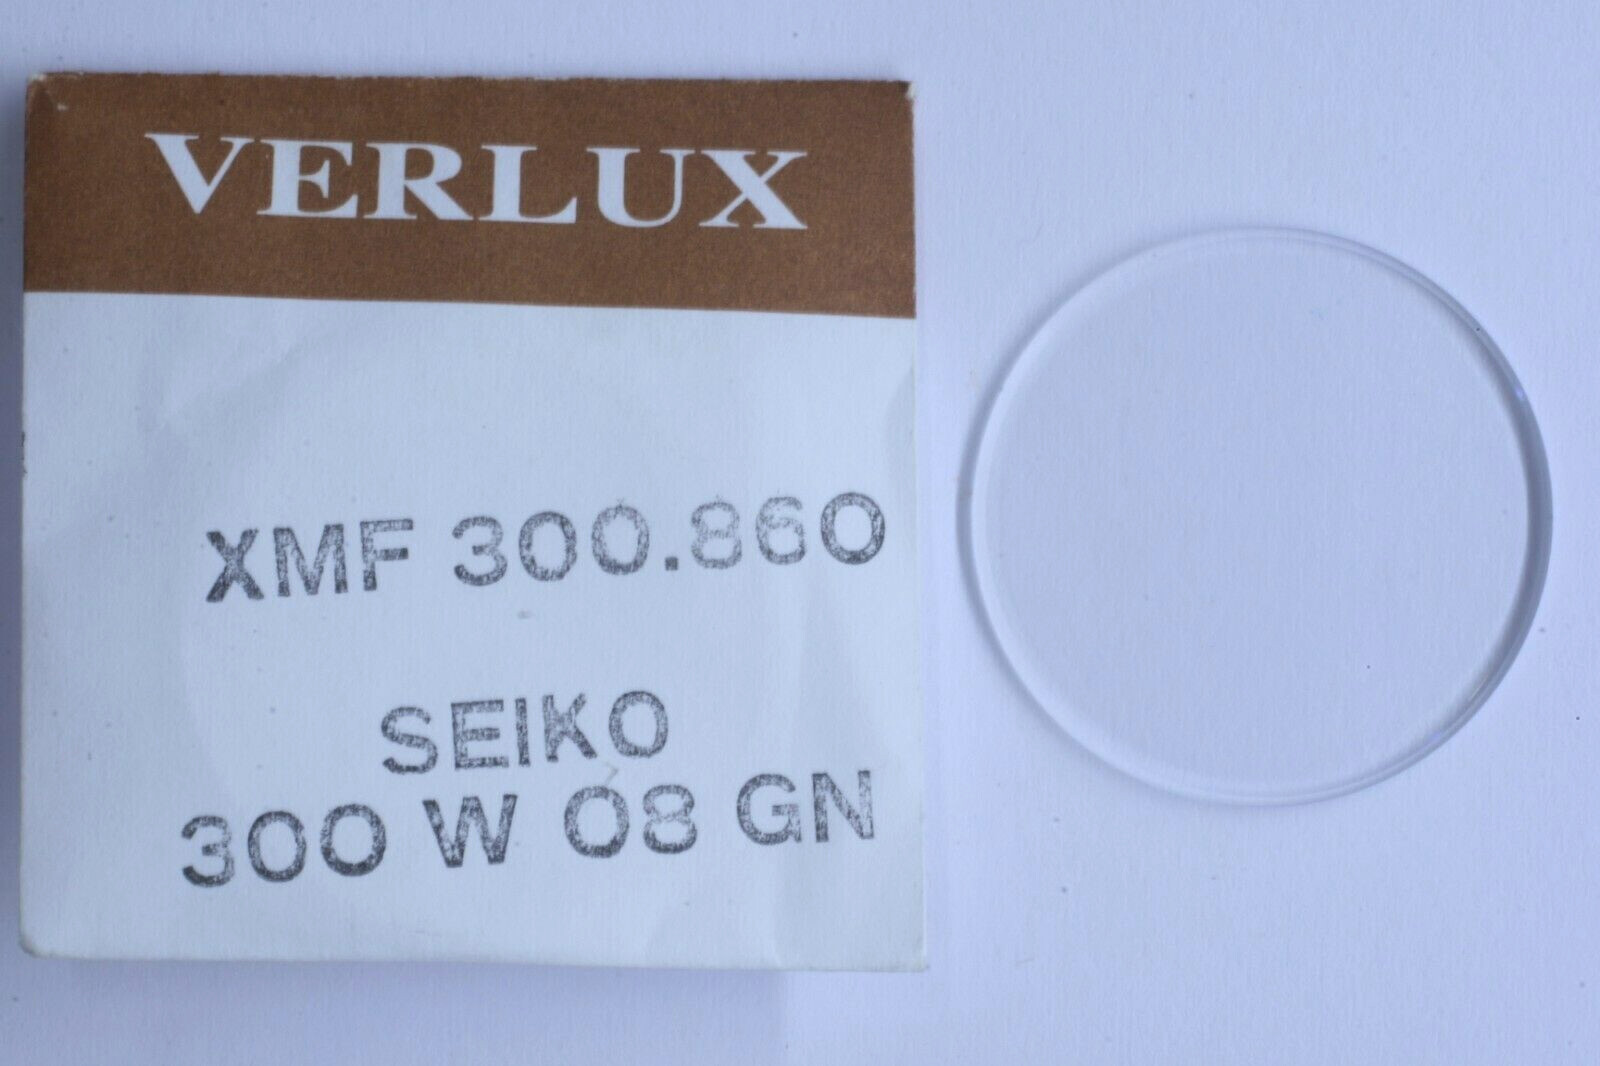 VERLUX
XMF 300.860
SEIKO
300 W 08 GN